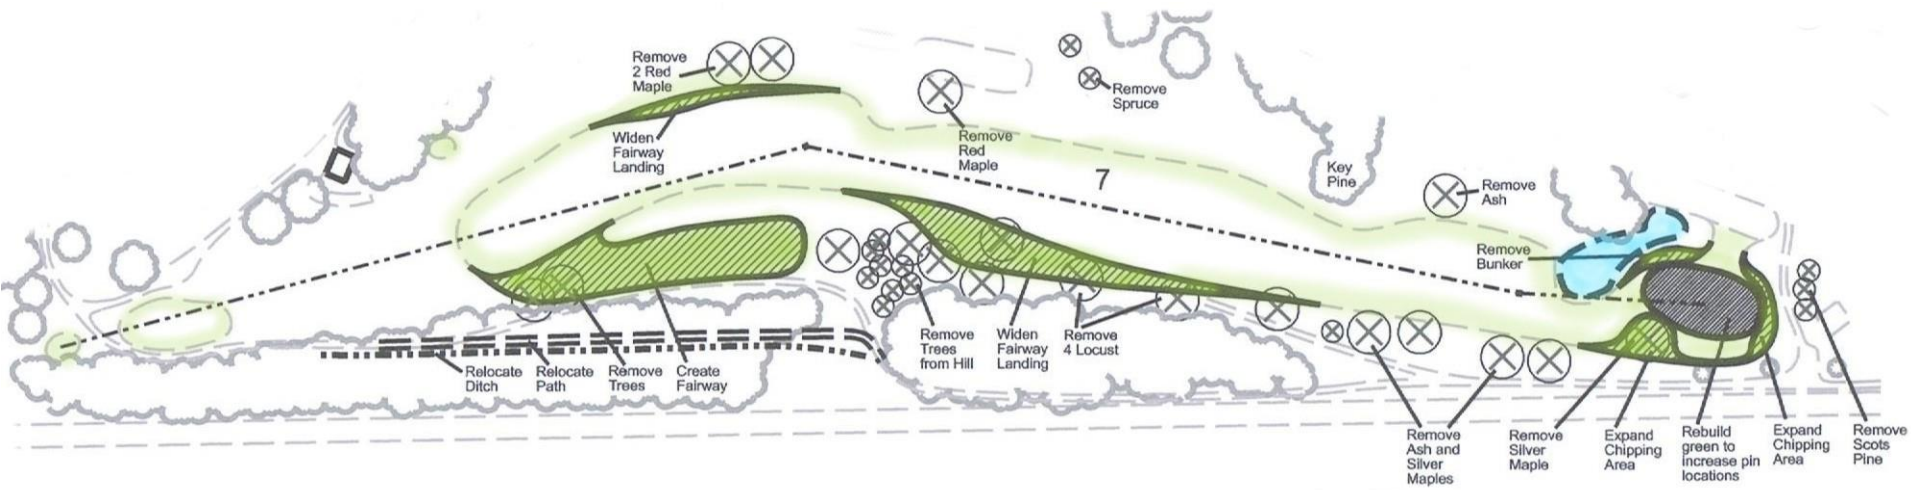 Remove
2 Red
Maple
Widen
Fairway
Landing
Remove
Red
Maple
Remove
Spruce
7
Key
Pine
Remove
Ash
Remove
Bunker
Relocate
Ditch
Relocate
Path
Remove
Trees
Create
Fairway
Remove
Trees
from Hill
Widen
Fairway
Landing
Remove
4 Locust
Remove
Ash and
Silver
Maples
Remove
Silver
Maple
Expand
Chipping
Area
Rebuild
green to
increase pin
locations
Expand
Chipping
Area
Remove
Scots
Pine